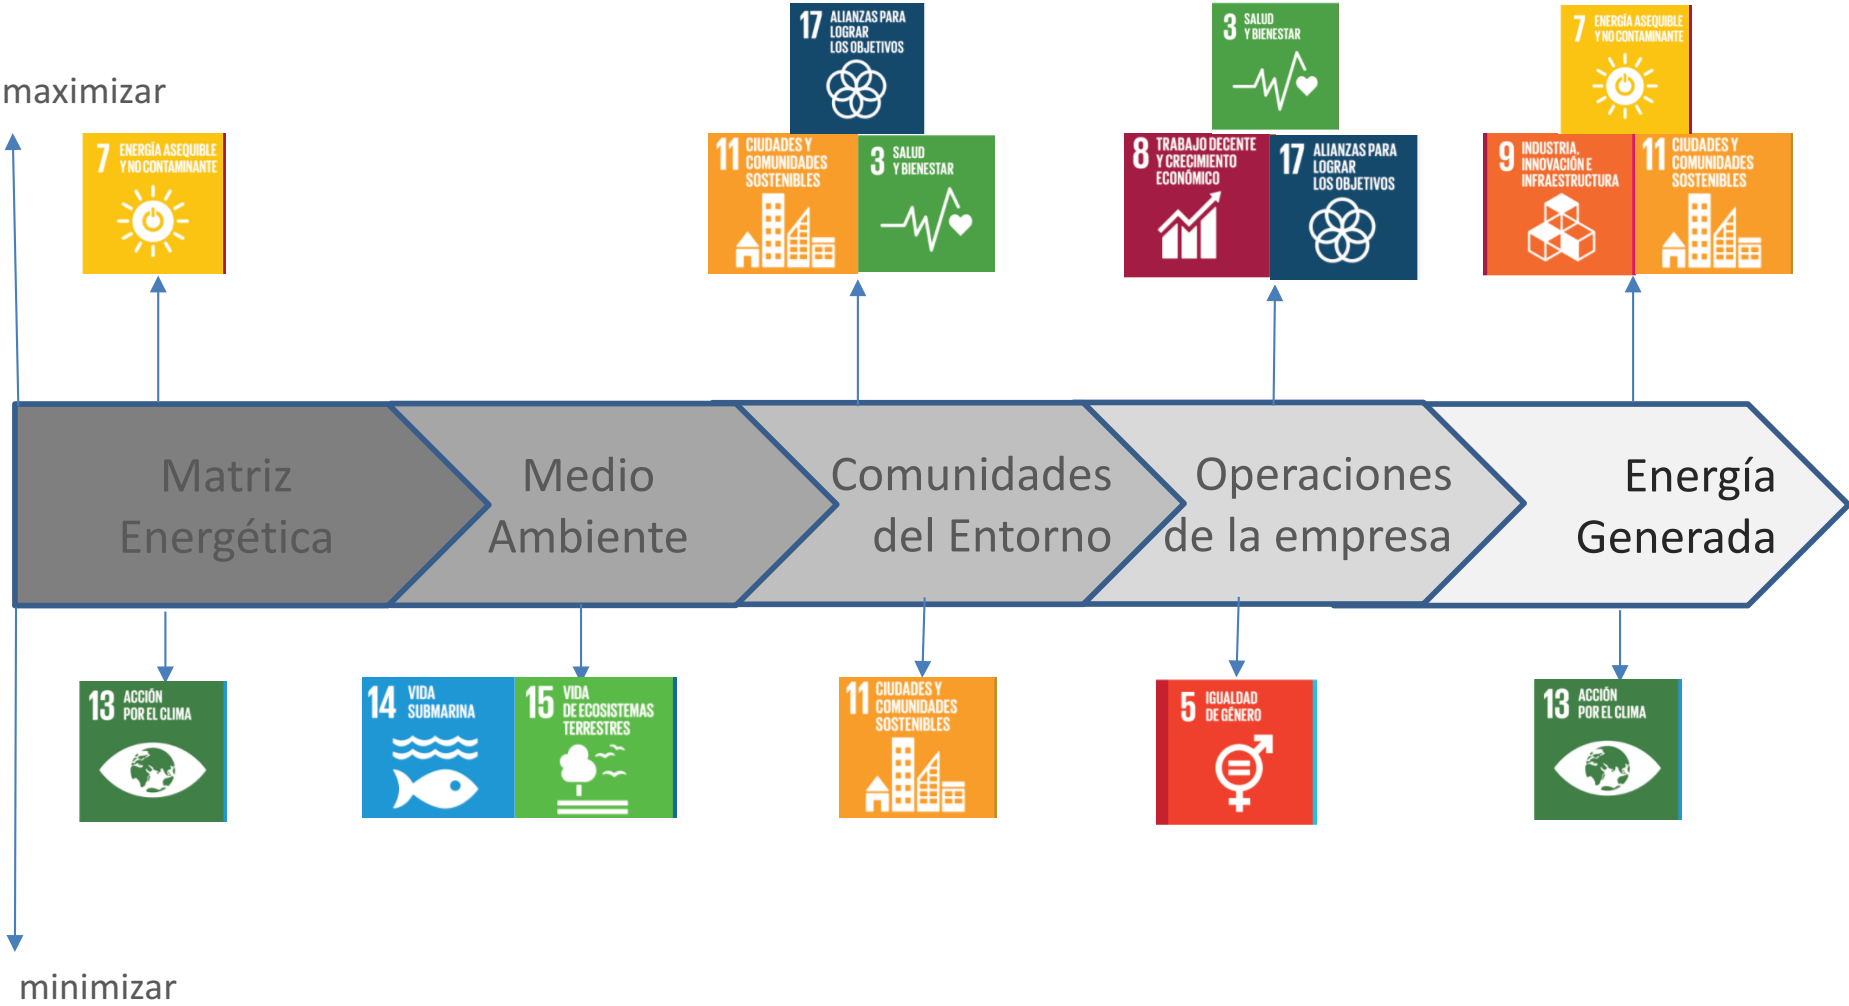 maximizar
7 ENERGÍA ASEQUIBLE
Y NO CONTAMINANTE
17 ALIANZAS PARA
LOGRAR
LOS OBJETIVOS
11 CIUDADES Y
COMUNIDADES
SOSTENIBLES
3 SALUD
Y BIENESTAR
3 SALUD
Y BIENESTAR
8 TRABAJO DECENTE
Y CRECIMIENTO
ECONÓMICO
17 ALIANZAS PARA
LOGRAR
LOS OBJETIVOS
7 ENERGÍA ASEQUIBLE
Y NO CONTAMINANTE
9 INDUSTRIA,
INNOVACIÓN E
INFRAESTRUCTURA
11 CIUDADES Y
COMUNIDADES
SOSTENIBLES
Matriz
Energética
Medio
Ambiente
Comunidades
del Entorno
Operaciones
de la empresa
Energía
Generada
13 ACCIÓN
POR EL CLIMA
14 VIDA
SUBMARINA
15 VIDA
DE ECOSISTEMAS
TERRESTRES
11 CIUDADES Y
COMUNIDADES
SOSTENIBLES
5 IGUALDAD
DE GÉNERO
13 ACCIÓN
POR EL CLIMA
minimizar